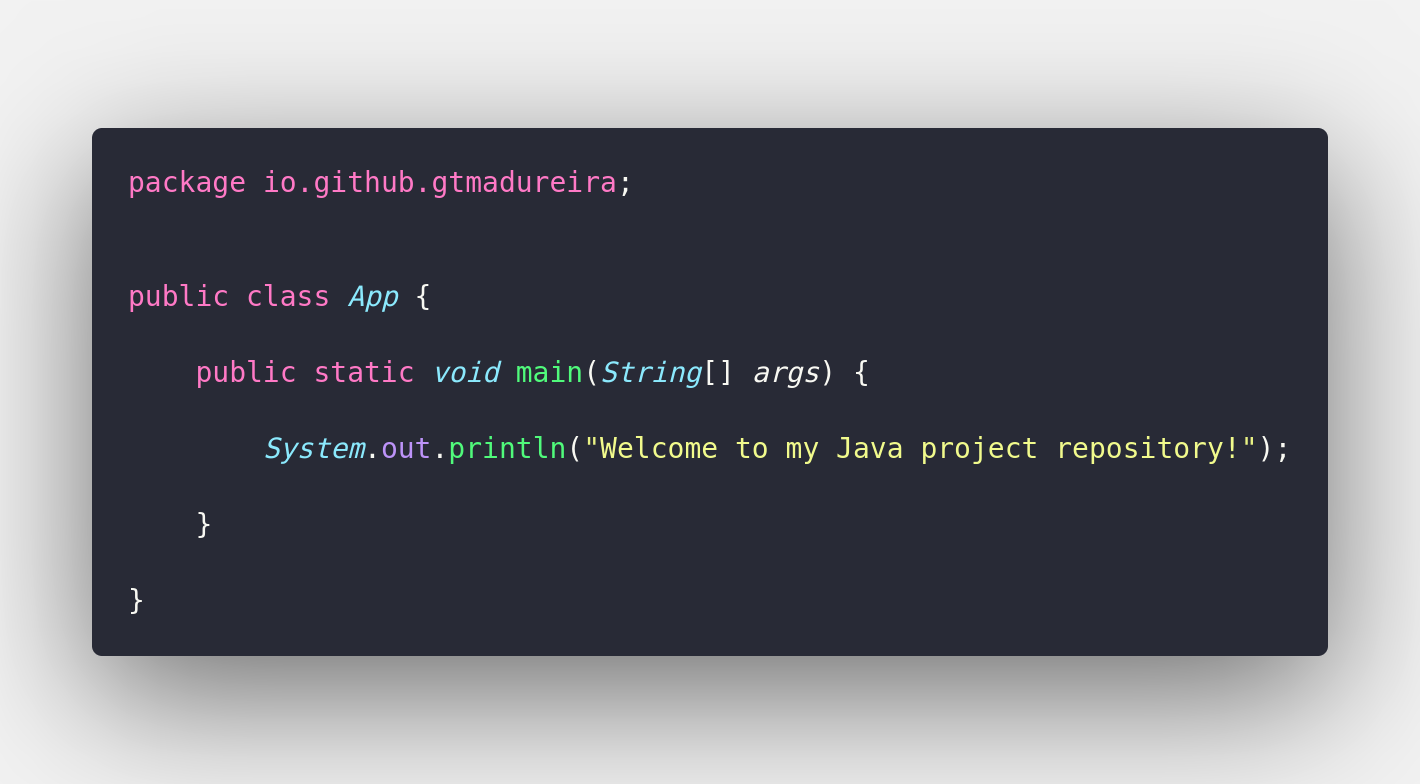 package io.github.gtmadureira;
public class App {
    public static void main(String[] args) {
        System.out.println("Welcome to my Java project repository!");
    }
}